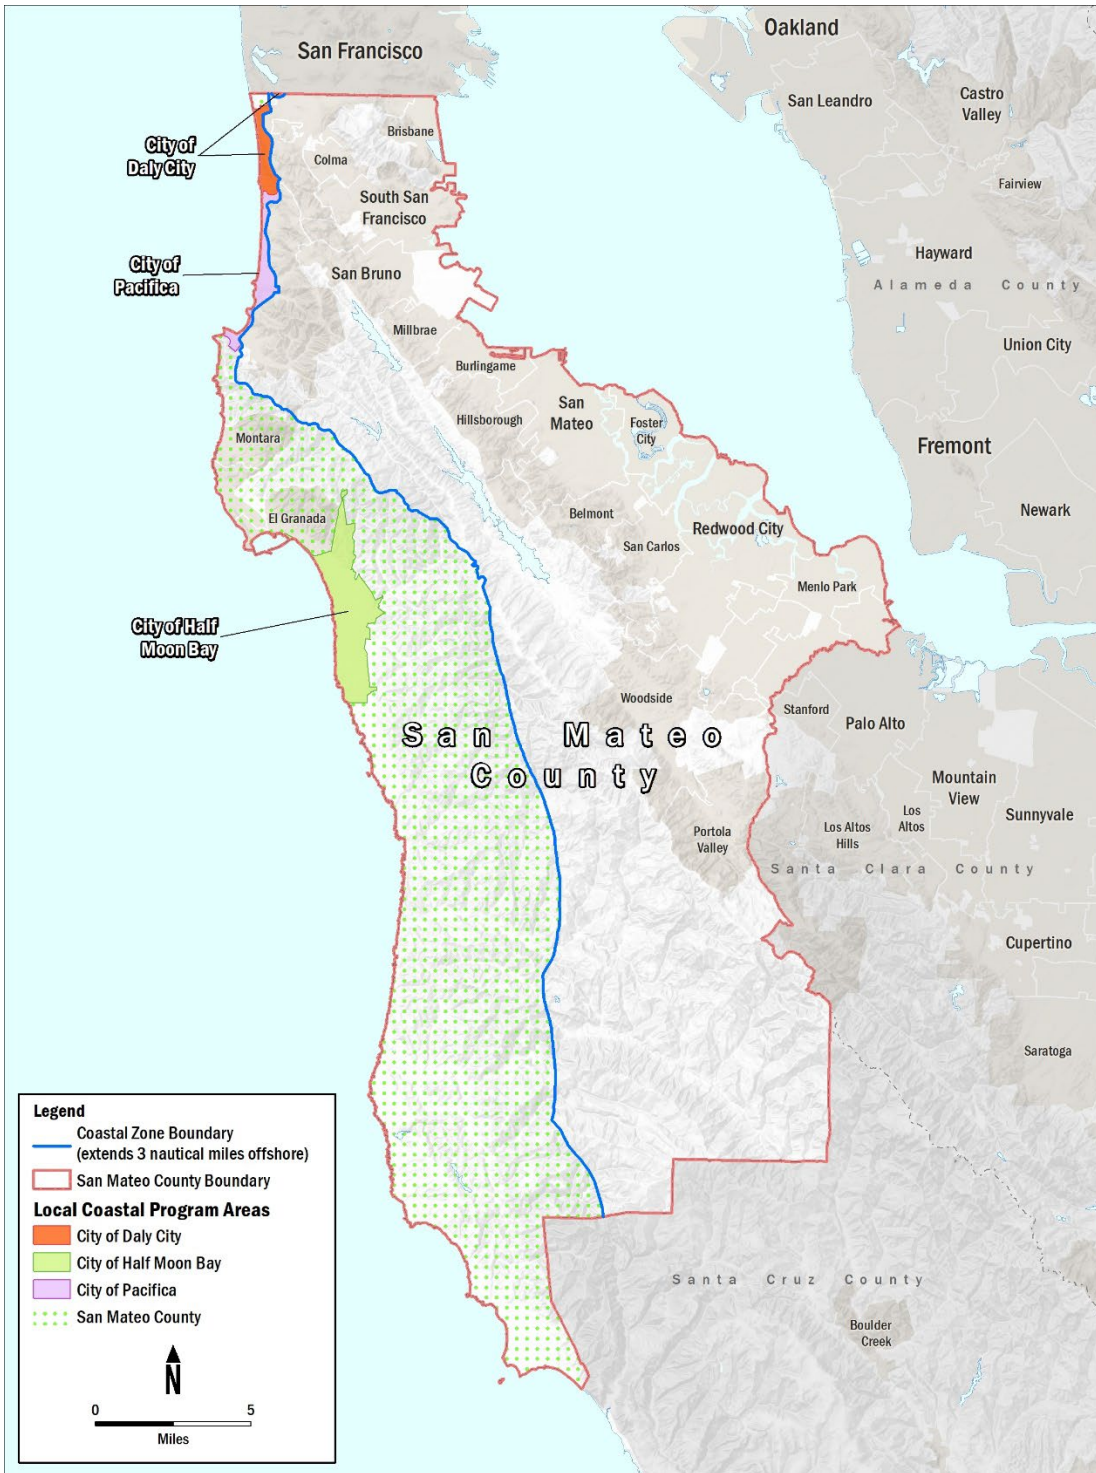 San Francisco
Oakland
San Leandro
Castro
Valley
City of
Daly City
Brisbane
Colma
Fairview
South San
Francisco
Hayward
City of
Pacifica
San Bruno
Alameda County
Millbrae
Union City
Burlingame
San
Mateo
Foster
City
Hillsborough
Montara
Fremont
El Granada
Belmont
Newark
San Carlos
Redwood City
Menlo Park
City of Half
Moon Bay
Woodside
Stanford
Palo Alto
San Mateo
County
Mountain
View
Los
Altos
Sunnyvale
Portola
Valley
Los Altos
Hills
Santa Clara County
Cupertino
Saratoga
Legend
Coastal Zone Boundary
(extends 3 nautical miles offshore)
San Mateo County Boundary
Local Coastal Program Areas
City of Daly City
City of Half Moon Bay
City of Pacifica
San Mateo County
N
0 5
Miles
Santa Cruz County
Boulder
Creek